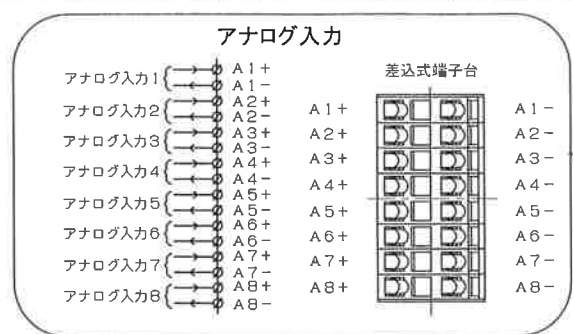 アナログ入力
アナログ入力1 A1+
A1-
アナログ入力2 A2+
A2-
アナログ入力3 A3+
A3-
アナログ入力4 A4+
A4-
アナログ入力5 A5+
A5-
アナログ入力6 A6+
A6-
アナログ入力7 A7+
A7-
アナログ入力8 A8+
A8-
差込式端子台
A1+ A1-
A2+ A2-
A3+ A3-
A4+ A4-
A5+ A5-
A6+ A6-
A7+ A7-
A8+ A8-